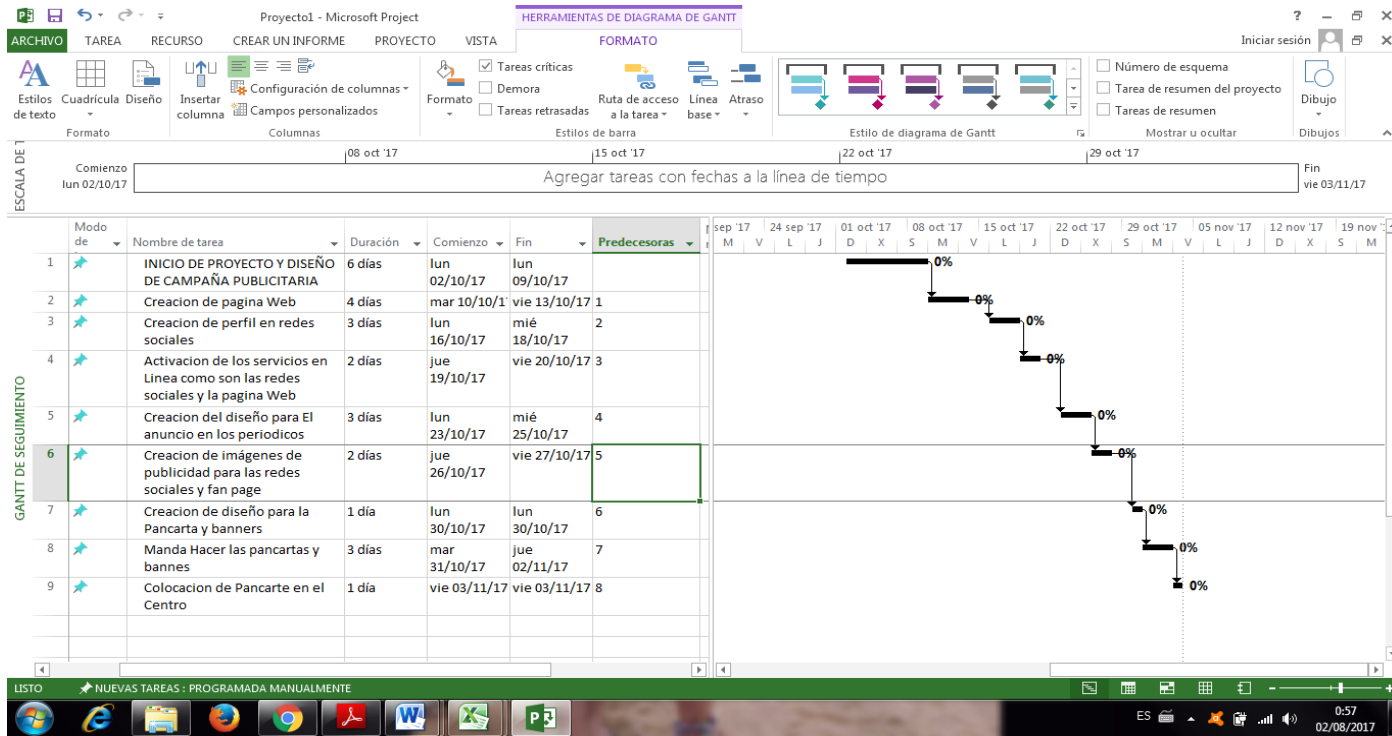 Proyecto1 - Microsoft Project
HERRAMIENTAS DE DIAGRAMA DE GANTT
?
ARCHIVO TAREA RECURSO CREAR UN INFORME PROYECTO VISTA FORMATO Iniciar sesión
Estilos de texto
Cuadrícula
Diseño
Formato
Insertar columna
Configuración de columnas
Campos personalizados
Columnas
Formato
Tareas críticas
Demora
Tareas retrasadas
Ruta de acceso a la tarea
Línea base
Atraso
Estilos de barra
Estilo de diagrama de Gantt
Número de esquema
Tarea de resumen del proyecto
Tareas de resumen
Mostrar u ocultar
Dibujo
Dibujos
ESCALA DE T
Comienzo
lun 02/10/17
08 oct '17 15 oct '17 22 oct '17 29 oct '17
Agregar tareas con fechas a la línea de tiempo
Fin
vie 03/11/17
GANTT DE SEGUIMIENTO
Modo de Nombre de tarea Duración Comienzo Fin Predecesoras
sep '17 24 sep '17 01 oct '17 08 oct '17 15 oct '17 22 oct '17 29 oct '17 05 nov '17 12 nov '17 19 nov '1
M V L J D X S M V L J D X S M V L J D X S M
1 INICIO DE PROYECTO Y DISEÑO 6 días lun lun 0%
DE CAMPAÑA PUBLICITARIA 02/10/17 09/10/17
2 Creacion de pagina Web 4 días mar 10/10/1 vie 13/10/17 1 0%
3 Creacion de perfil en redes 3 días lun mié 2 0%
sociales 16/10/17 18/10/17
4 Activacion de los servicios en 2 días jue vie 20/10/17 3 0%
Linea como son las redes 19/10/17
sociales y la pagina Web
5 Creacion del diseño para El 3 días lun mié 4 0%
anuncio en los periodicos 23/10/17 25/10/17
6 Creacion de imágenes de 2 días jue vie 27/10/17 5 0%
publicidad para las redes 26/10/17
sociales y fan page
7 Creacion de diseño para la 1 día lun lun 6 0%
Pancarta y banners 30/10/17 30/10/17
8 Manda Hacer las pancartas y 3 días mar jue 7 0%
bannes 31/10/17 02/11/17
9 Colocacion de Pancarte en el 1 día vie 03/11/17 vie 03/11/17 8 0%
Centro
LISTO NUEVAS TAREAS : PROGRAMADA MANUALMENTE
ES 0:57
02/08/2017